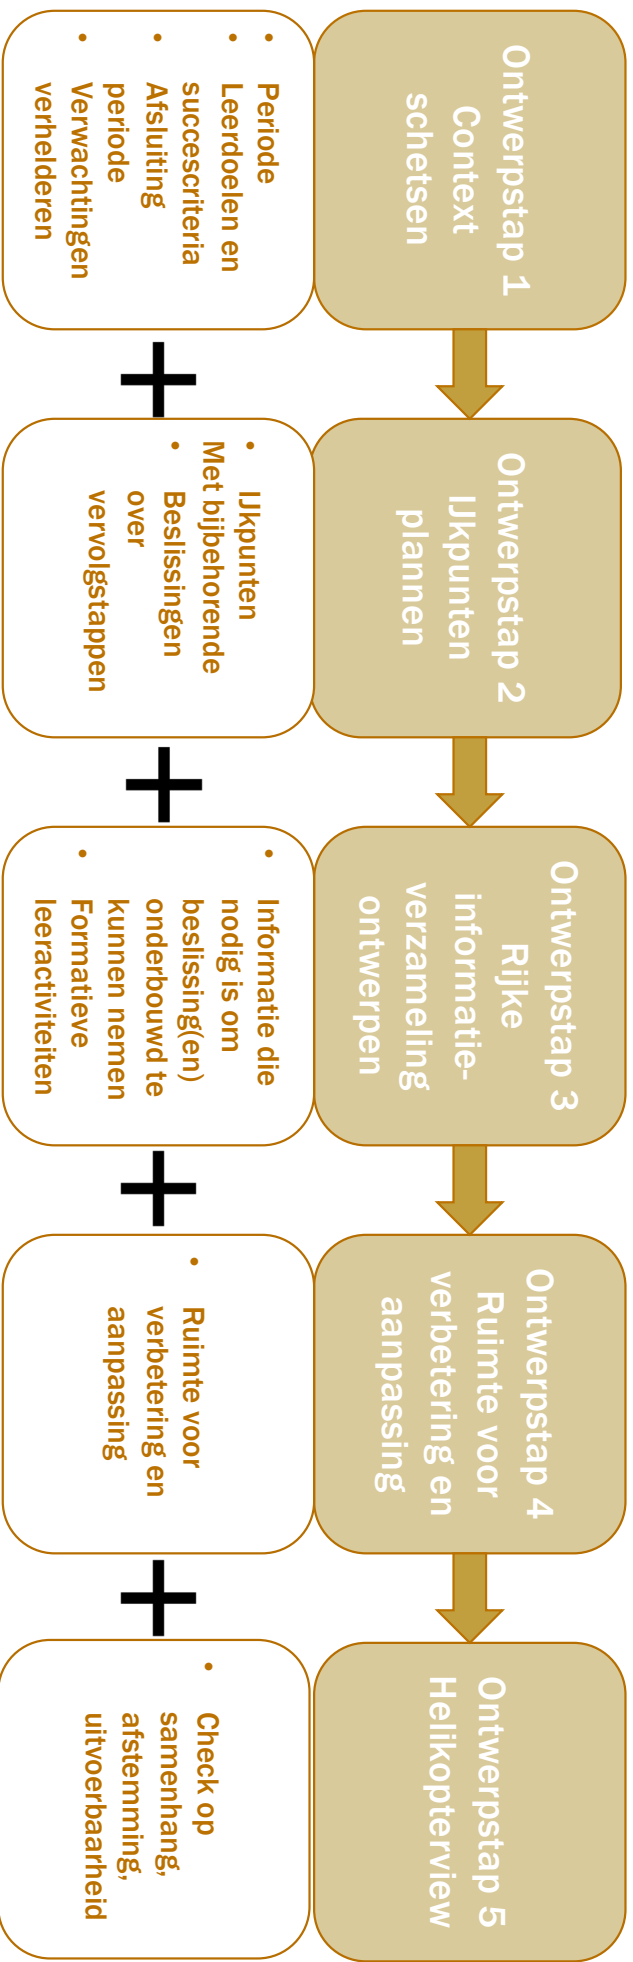 Ontwerpstap 1
Context
schetsen
• Periode
• Leerdoelen en
succescriteria
• Afsluiting
periode
• Verwachtingen
verhelderen
Ontwerpstap 2
IJkpunten
plannen
• IJkpunten
Met bijbehorende
• Beslissingen
over
vervolgstappen
Ontwerpstap 3
Rijke
informatie-
verzameling
ontwerpen
• Informatie die
nodig is om
beslissing(en)
onderbouwd te
kunnen nemen
• Formatieve
leeractiviteiten
Ontwerpstap 4
Ruimte voor
verbetering en
aanpassing
• Ruimte voor
verbetering en
aanpassing
Ontwerpstap 5
Helikopterview
• Check op
samenhang,
afstemming,
uitvoerbaarheid